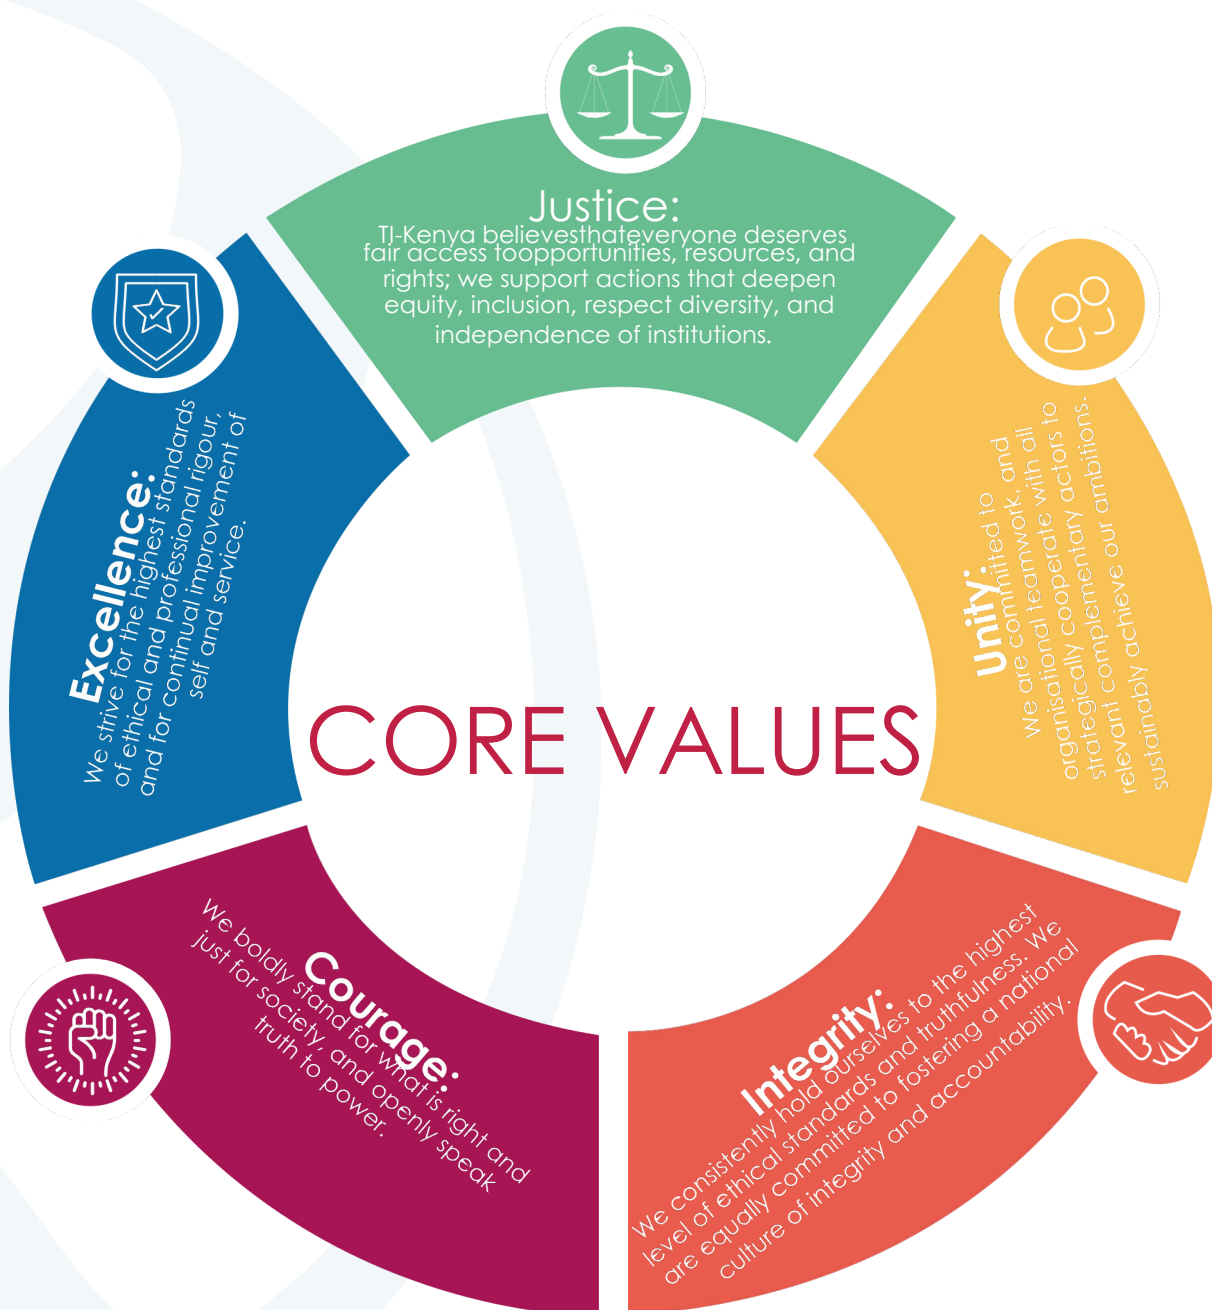 Justice:
TI-Kenya believesthateveryone deserves
fair access toopportunities, resources, and
rights; we support actions that deepen
equity, inclusion, respect diversity, and
independence of institutions.
Unity:
We are committed to
organisational teamwork, and
strategically cooperate with all
relevant complementary actors to
sustainably achieve our ambitions.
Integrity:
We consistently hold ourselves to the highest
level of ethical standards and truthfulness. We
are equally committed to fostering a national
culture of integrity and accountability.
Courage:
We boldly stand for what is right and
just for society, and openly speak
truth to power.
Excellence:
We strive for the highest standards
of ethical and professional rigour,
and for continual improvement of
self and service.
CORE VALUES